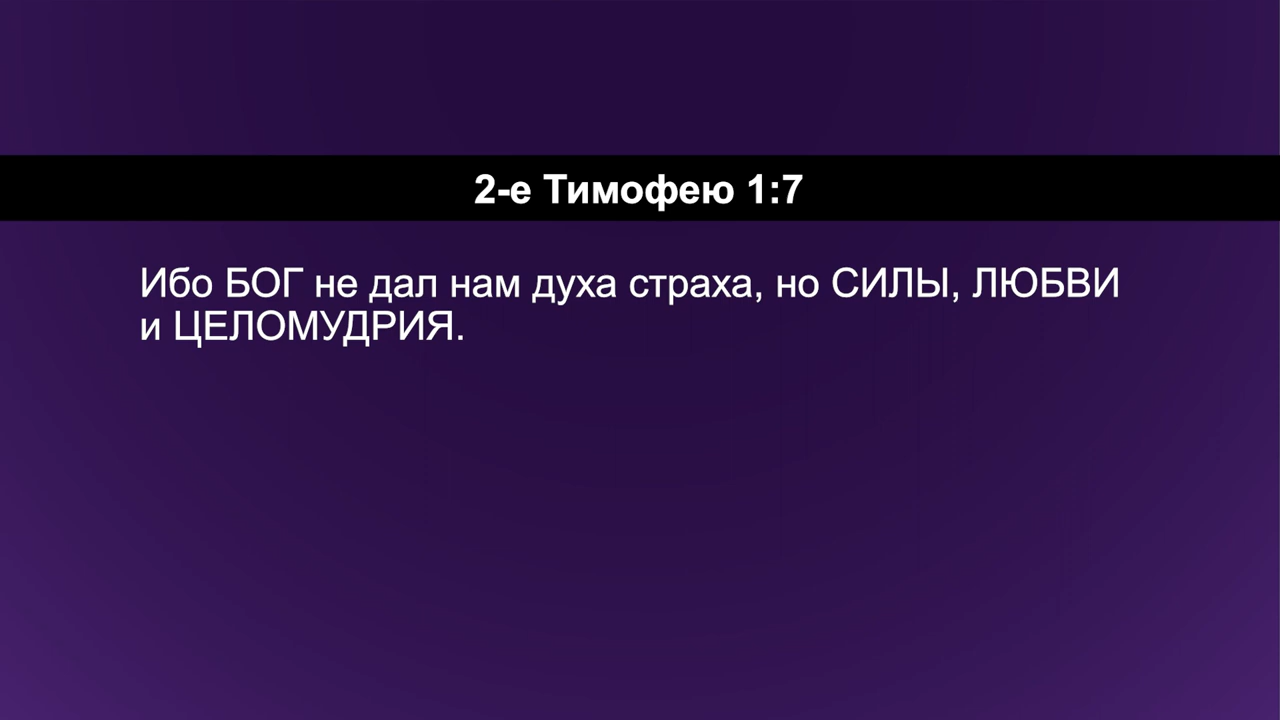 2-е Тимофею 1:7
Ибо БОГ не дал нам духа страха, но СИЛЫ, ЛЮБВИ
и ЦЕЛОМУДРИЯ.